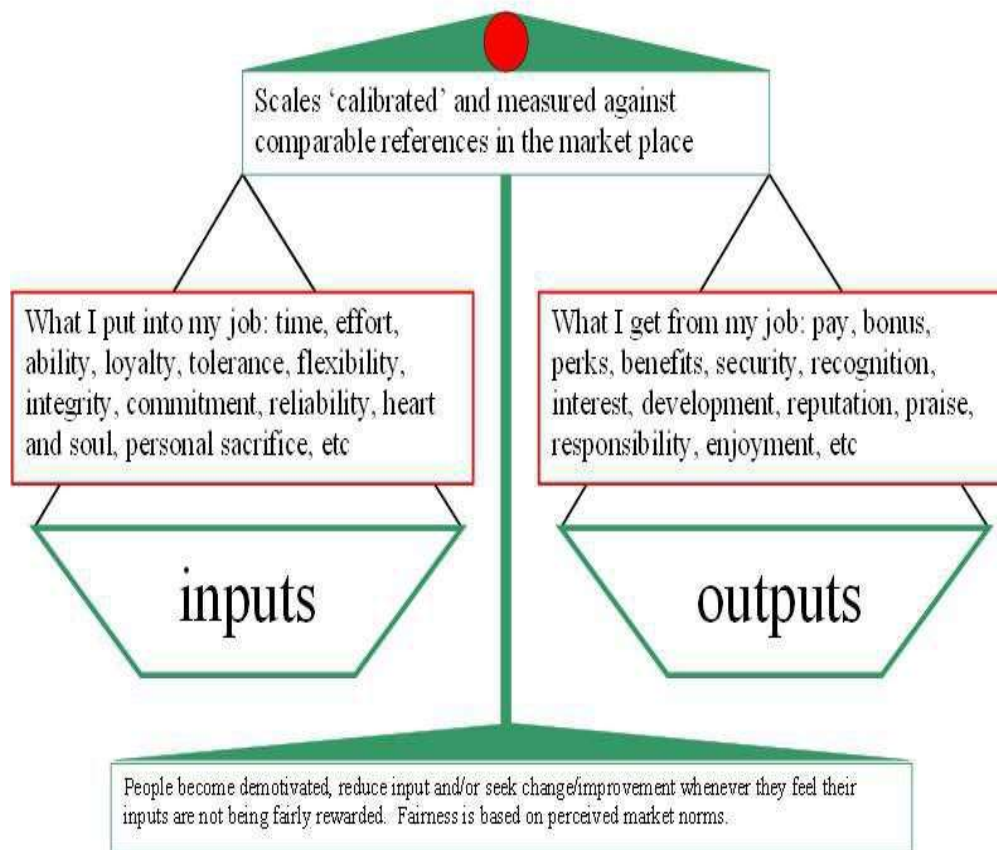 Scales ‘calibrated’ and measured against
comparable references in the market place
What I put into my job: time, effort,
ability, loyalty, tolerance, flexibility,
integrity, commitment, reliability, heart
and soul, personal sacrifice, etc
What I get from my job: pay, bonus,
perks, benefits, security, recognition,
interest, development, reputation, praise,
responsibility, enjoyment, etc
inputs
outputs
People become demotivated, reduce input and/or seek change/improvement whenever they feel their
inputs are not being fairly rewarded.  Fairness is based on perceived market norms.